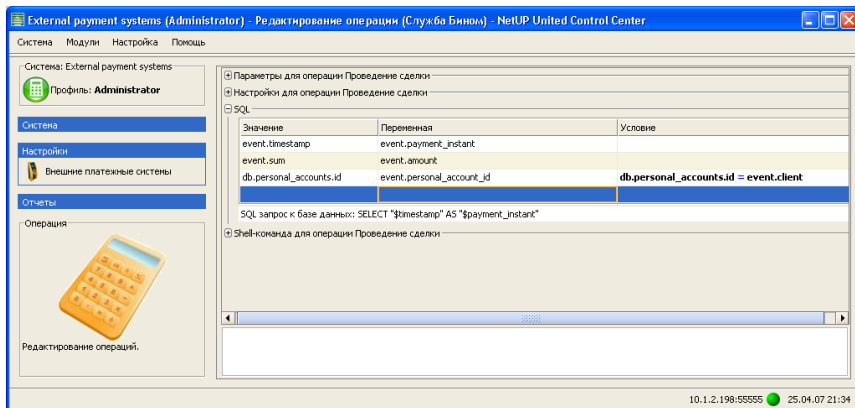 External payment systems (Administrator) - Редактирование операции (Служба Бином) - NetUP United Control Center
Система Модули Настройка Помощь
Система: External payment systems
Профиль: Administrator
Система
Настройки
Внешние платежные системы
Отчеты
Операция
Редактирование операций.
Параметры для операции Проведение сделки
Настройки для операции Проведение сделки
SQL
Значение Переменная Условие
event.timestamp event.payment_instant
event.sum event.amount
db.personal_accounts.id event.personal_account_id db.personal_accounts.id = event.client
SQL запрос к базе данных: SELECT "$timestamp" AS "$payment_instant"
Shell-команда для операции Проведение сделки
10.1.2.198:55555 25.04.07 21:34